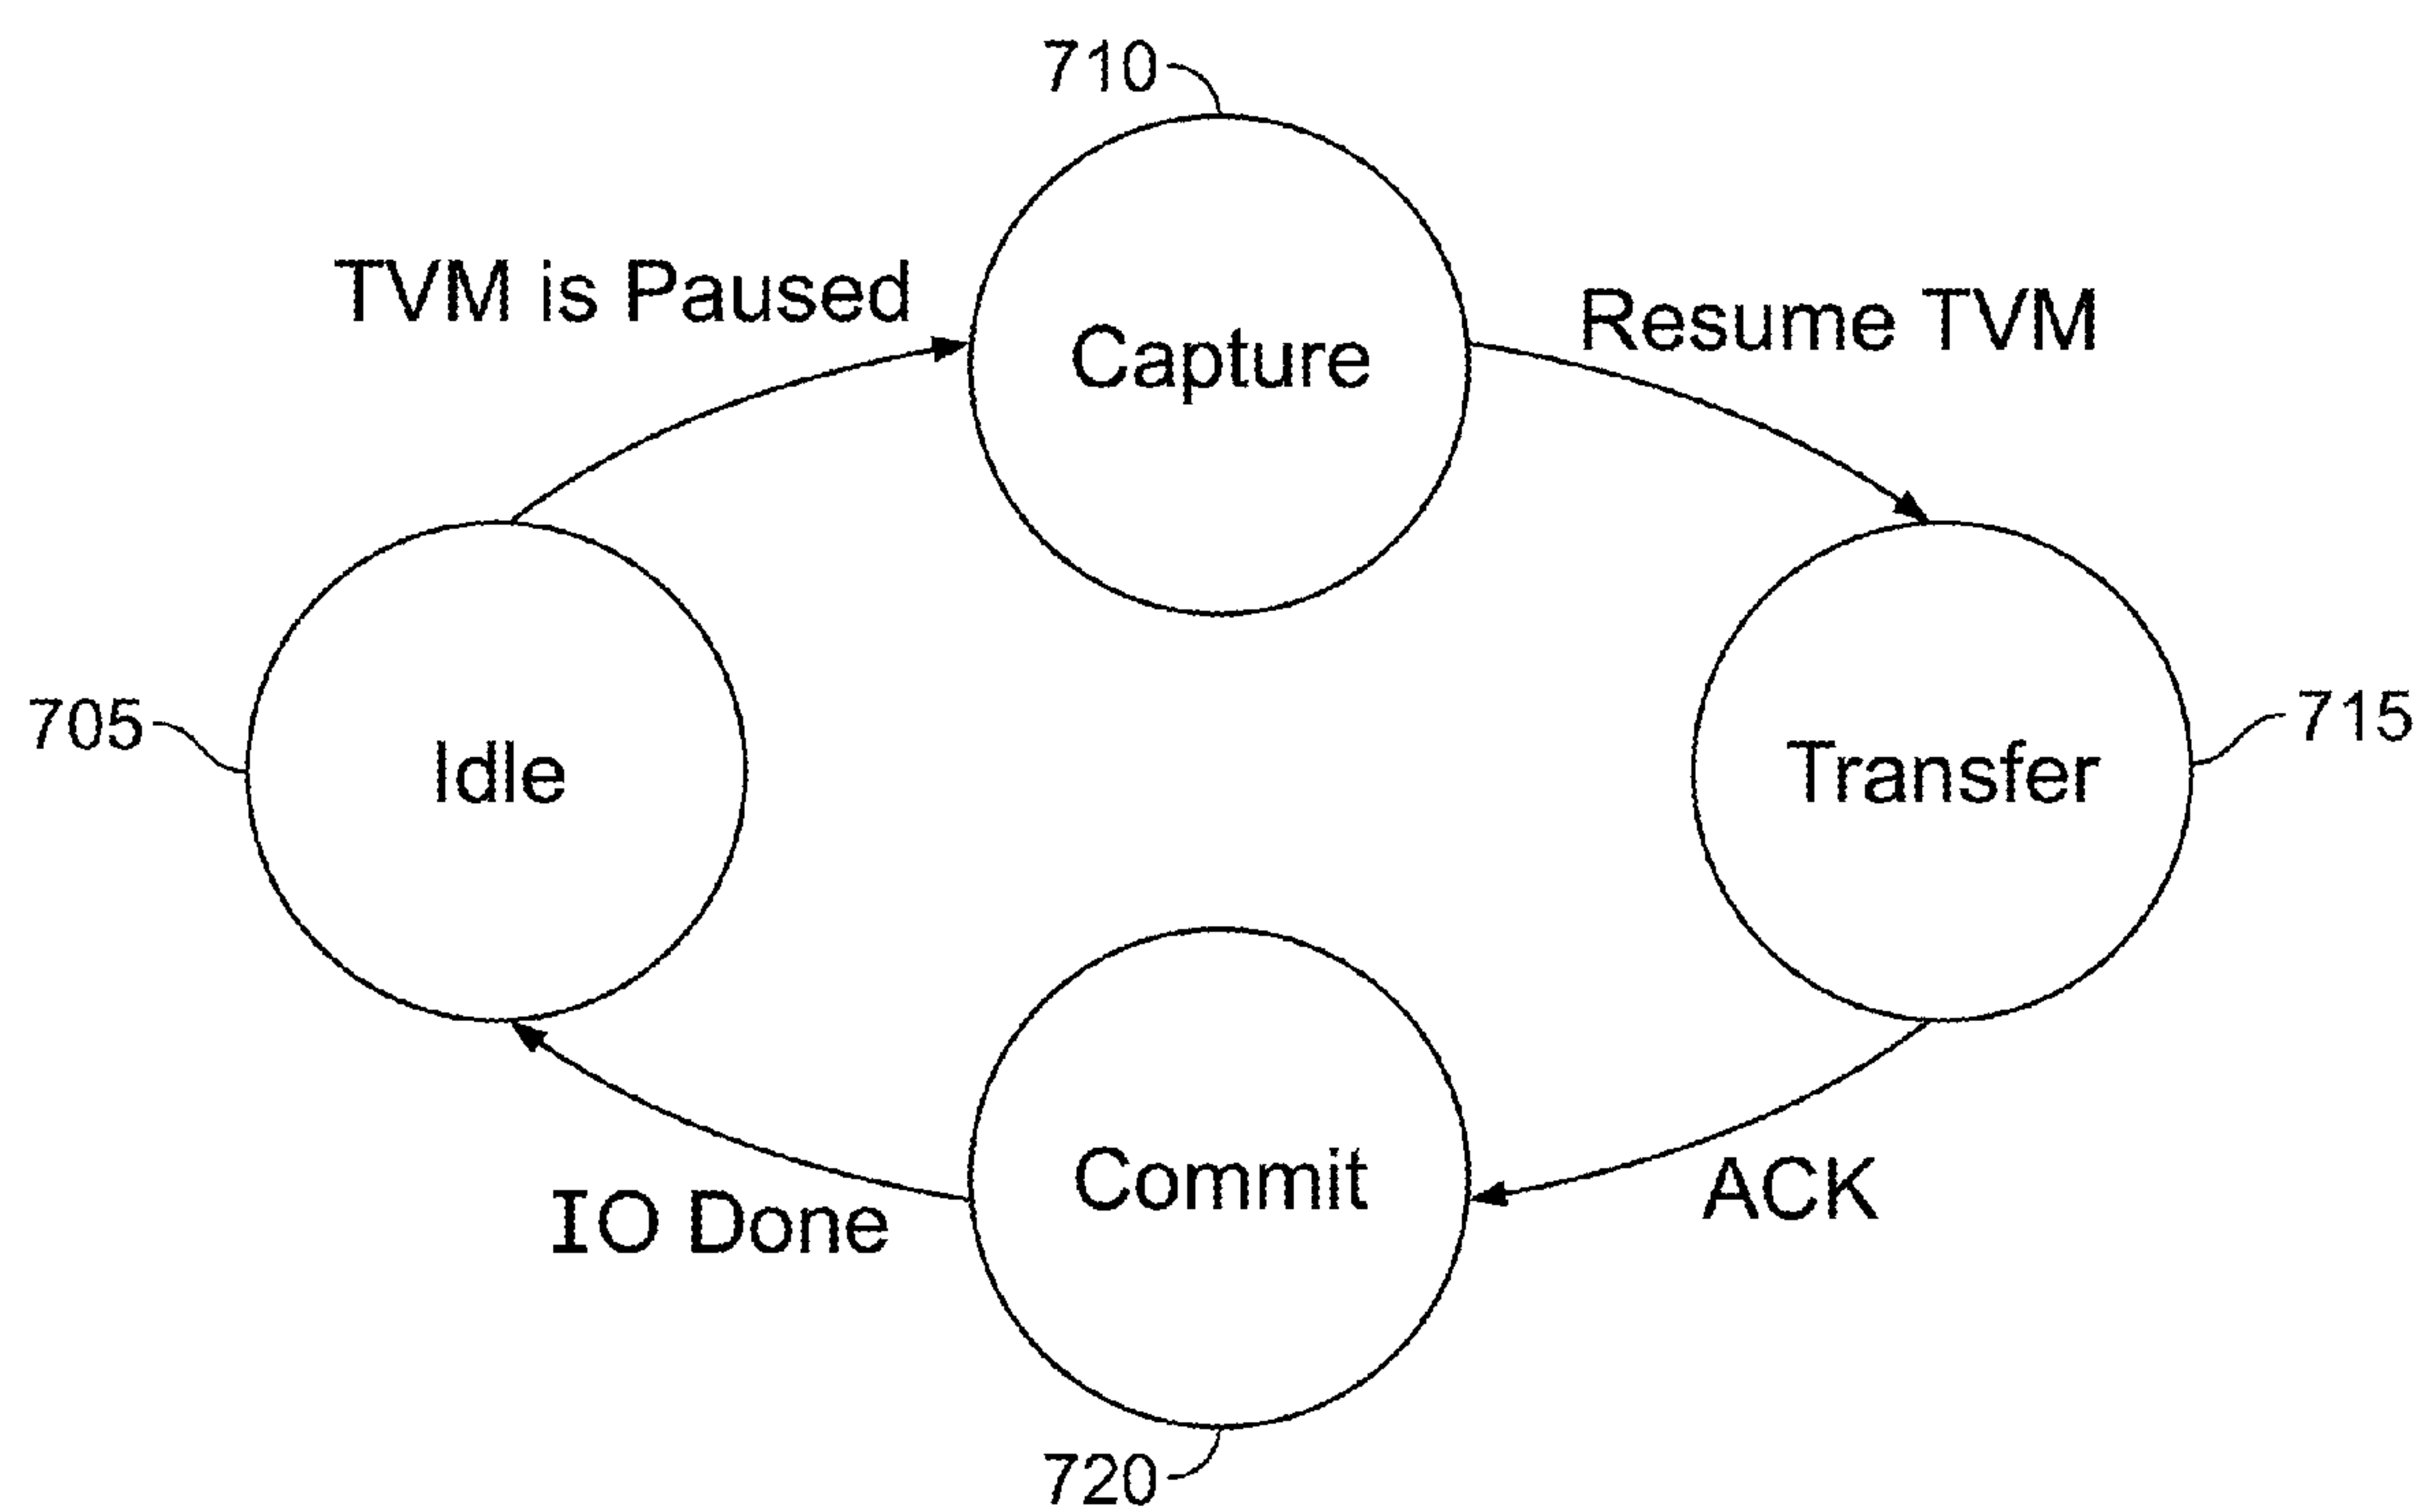 710
TVM is Paused
Resume TVM
Capture
705
715
Idle
Transfer
Commit
ACK
IO Done
720